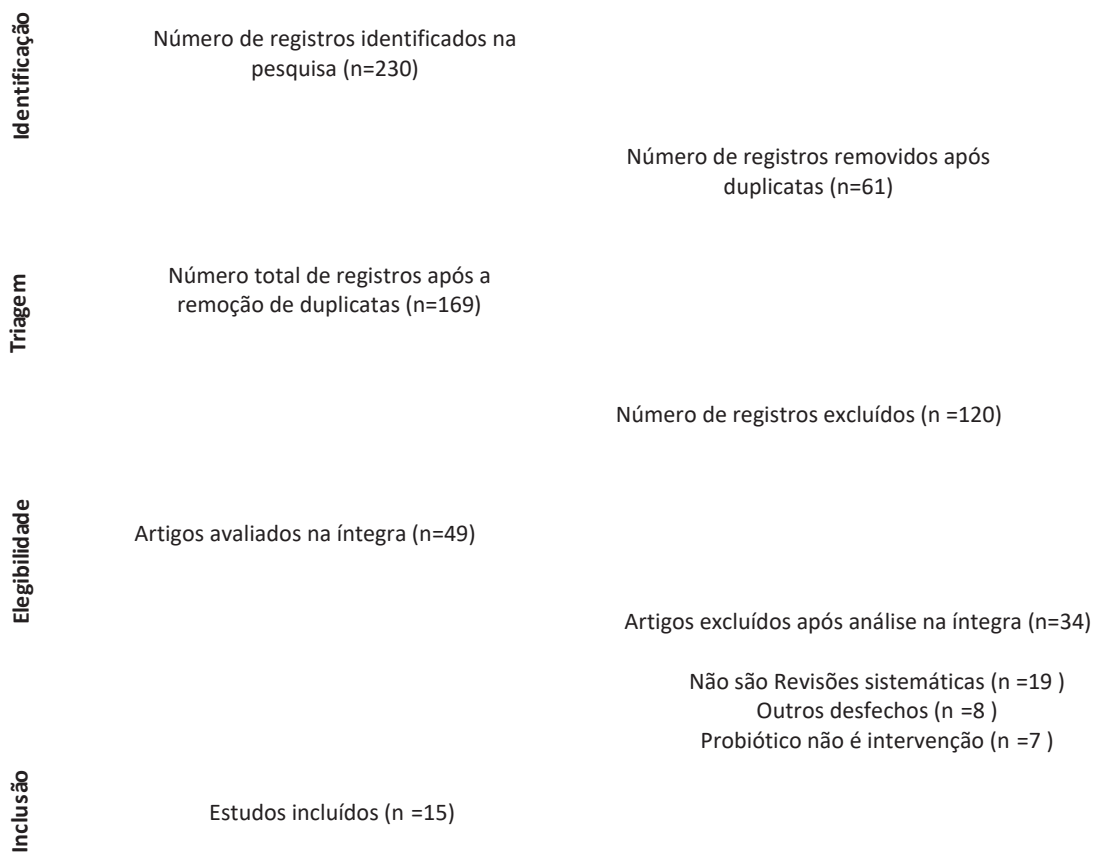 Identificação
Número de registros identificados na
pesquisa (n=230)
Número de registros removidos após
duplicatas (n=61)
Triagem
Número total de registros após a
remoção de duplicatas (n=169)
Número de registros excluídos (n =120)
Elegibilidade
Artigos avaliados na íntegra (n=49)
Artigos excluídos após análise na íntegra (n=34)
Não são Revisões sistemáticas (n =19 )
Outros desfechos (n =8 )
Probiótico não é intervenção (n =7 )
Inclusão
Estudos incluídos (n =15)